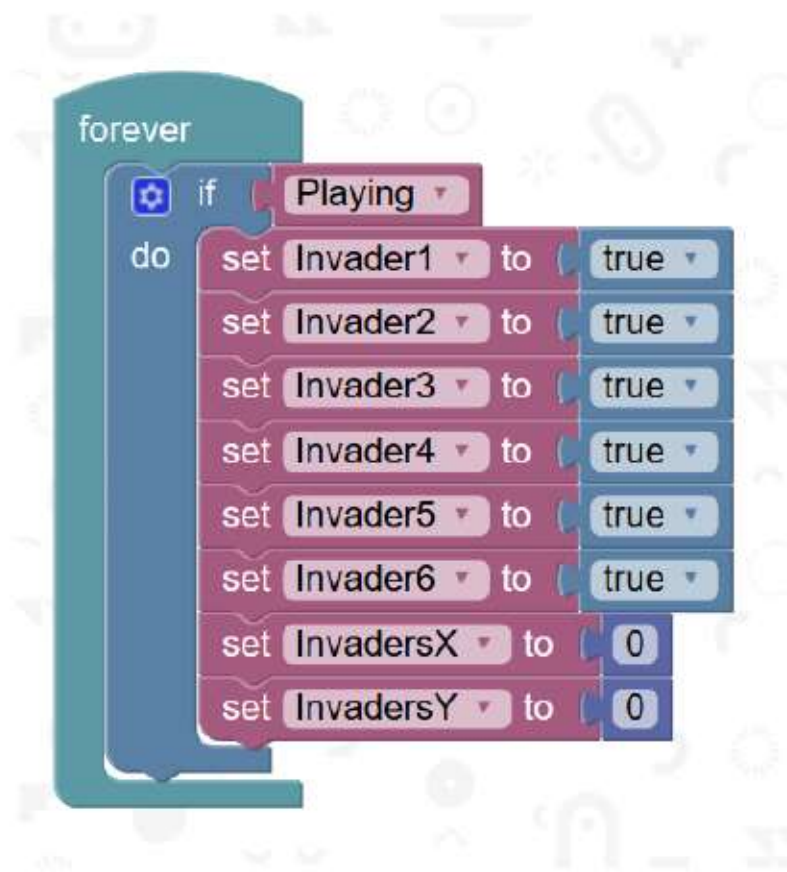 forever
if Playing
do set Invader1 to true
set Invader2 to true
set Invader3 to true
set Invader4 to true
set Invader5 to true
set Invader6 to true
set InvadersX to 0
set InvadersY to 0